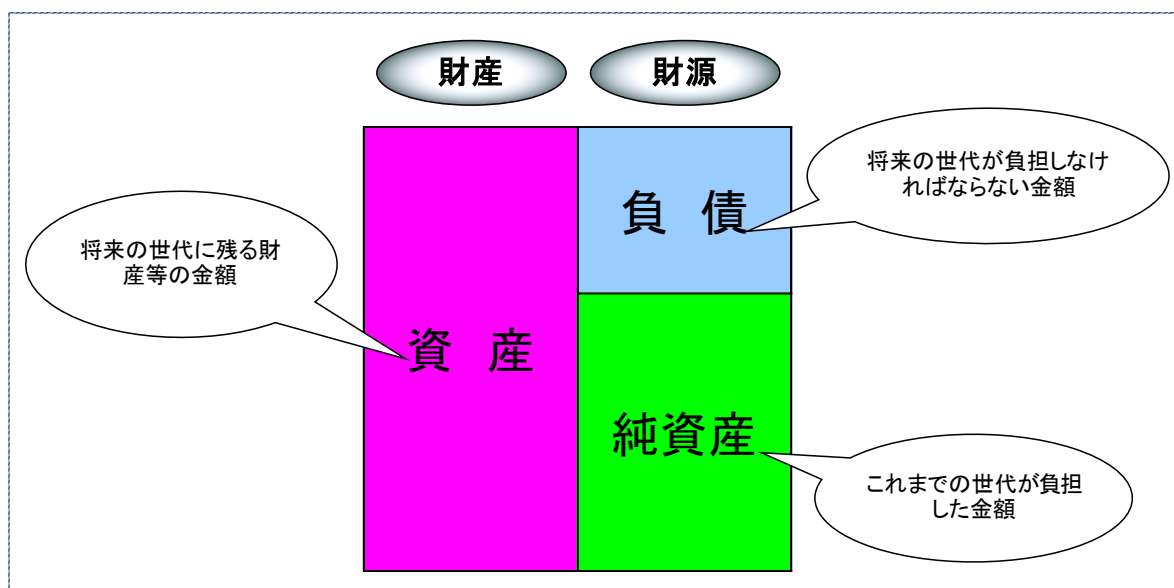 財産
財源
将来の世代が負担しなけ
ればならない金額
負 債
将来の世代に残る財
産等の金額
資 産
純資産
これまでの世代が負担
した金額